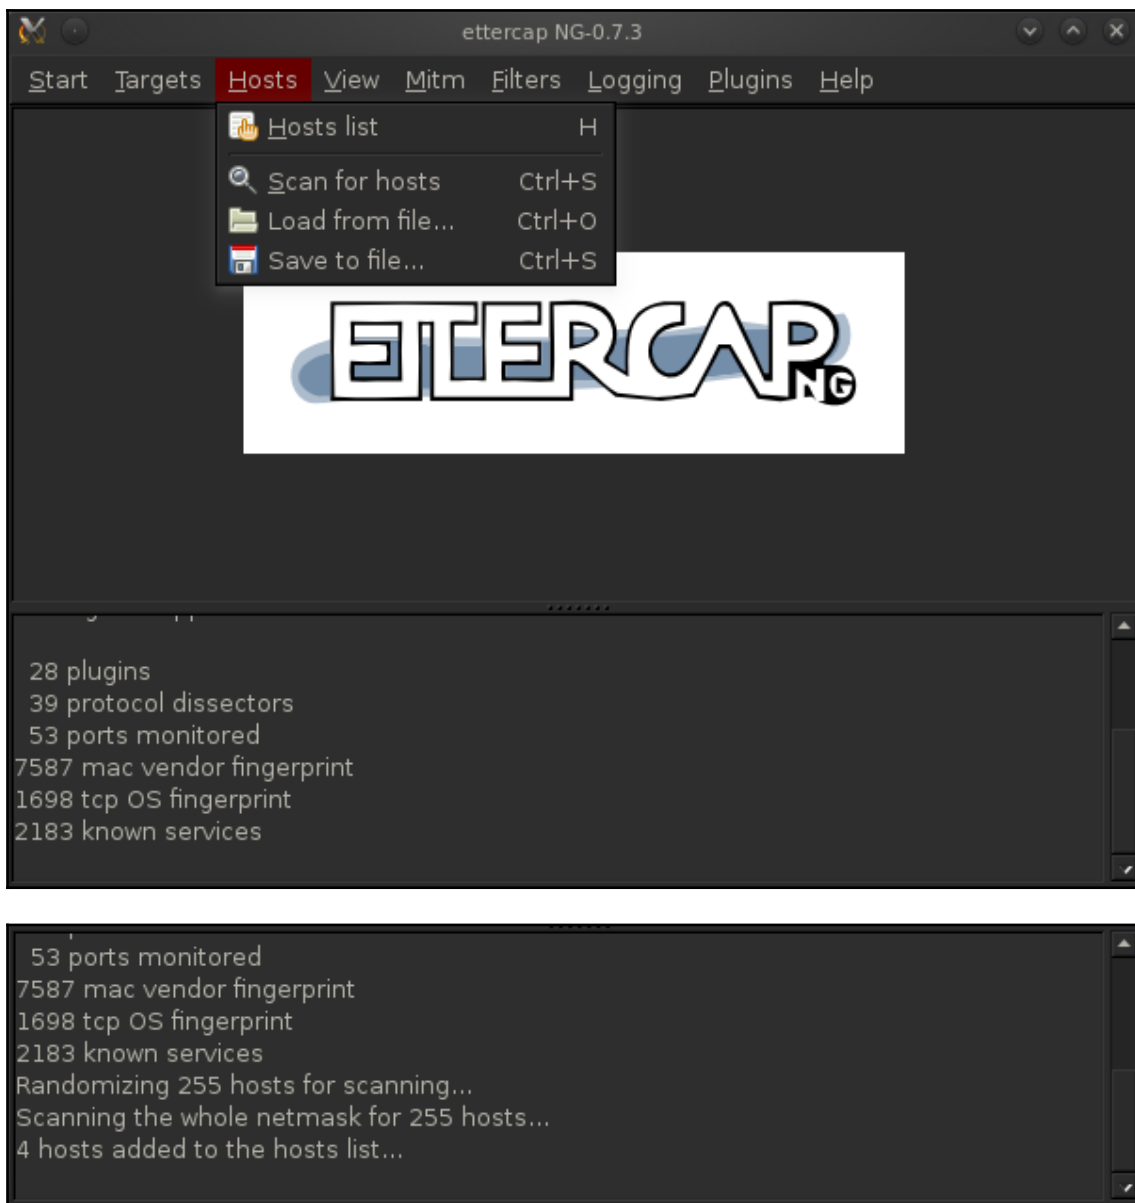 ettercap NG-0.7.3
Start Targets Hosts View Mitm Filters Logging Plugins Help
Hosts list H
Scan for hosts Ctrl+S
Load from file... Ctrl+O
Save to file... Ctrl+S
ETTERCAP NG
28 plugins
39 protocol dissectors
53 ports monitored
7587 mac vendor fingerprint
1698 tcp OS fingerprint
2183 known services
53 ports monitored
7587 mac vendor fingerprint
1698 tcp OS fingerprint
2183 known services
Randomizing 255 hosts for scanning...
Scanning the whole netmask for 255 hosts...
4 hosts added to the hosts list...